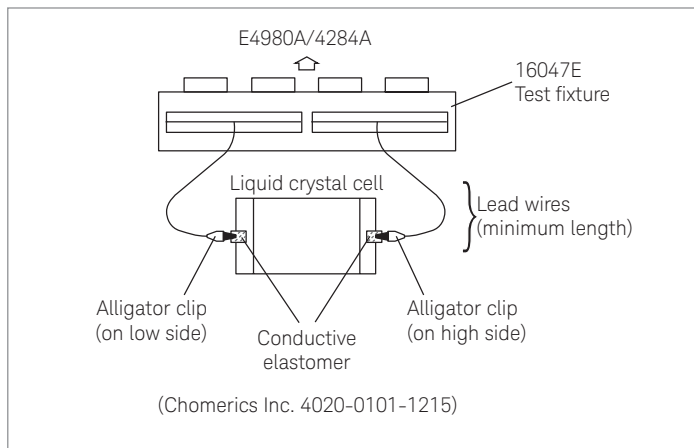 E4980A/4284A
16047E
Test fixture
Liquid crystal cell
Lead wires
(minimum length)
Alligator clip
(on low side)
Conductive
elastomer
Alligator clip
(on high side)
(Chomerics Inc. 4020-0101-1215)